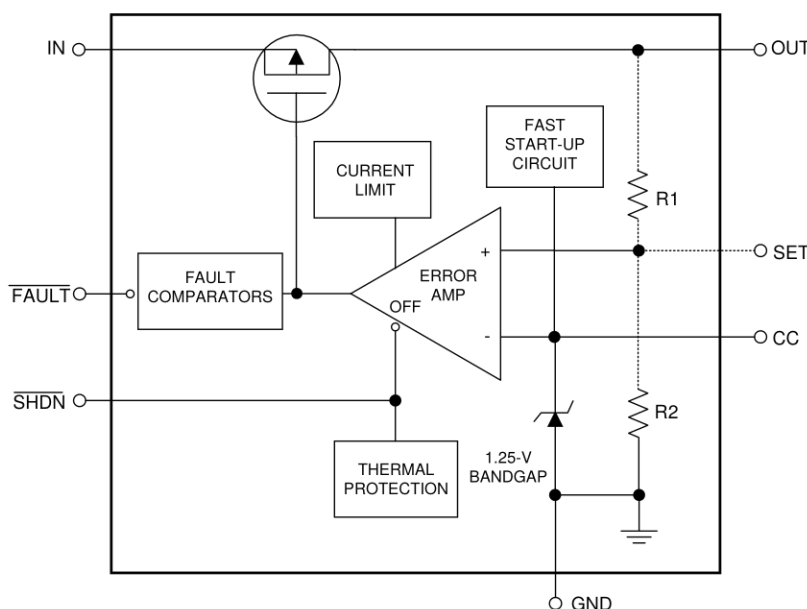 IN
OUT
FAST
START-UP
CIRCUIT
CURRENT
LIMIT
R1
+
SET
ERROR
AMP
FAULT
COMPARATORS
FAULT
OFF
-
CC
SHDN
R2
1.25-V
BANDGAP
THERMAL
PROTECTION
GND